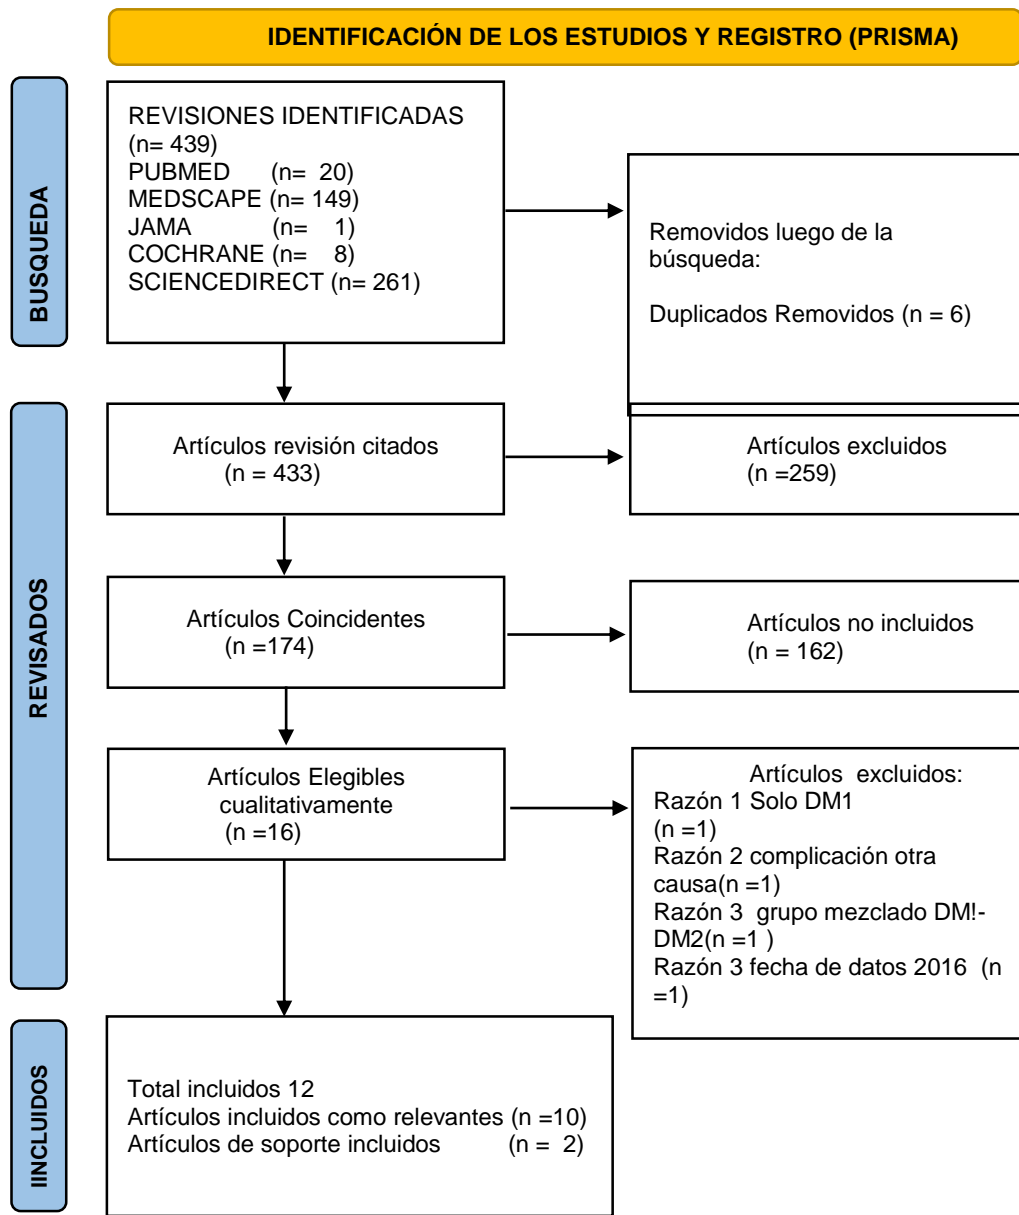 IDENTIFICACIÓN DE LOS ESTUDIOS Y REGISTRO (PRISMA)
BUSQUEDA
REVISIONES IDENTIFICADAS
(n= 439)
PUBMED (n= 20)
MEDSCAPE (n= 149)
JAMA (n= 1)
COCHRANE (n= 8)
SCIENCEDIRECT (n= 261)
Removidos luego de la
búsqueda:
Duplicados Removidos (n = 6)
REVISADOS
Artículos revisión citados
(n = 433)
Artículos excluidos
(n =259)
Artículos Coincidentes
(n =174)
Artículos no incluidos
(n = 162)
Artículos Elegibles
cualitativamente
(n =16)
Artículos excluidos:
Razón 1 Solo DM1
(n =1)
Razón 2 complicación otra
causa(n =1)
Razón 3 grupo mezclado DM!-
DM2(n =1 )
Razón 3 fecha de datos 2016 (n
=1)
IINCLUIDOS
Total incluidos 12
Artículos incluidos como relevantes (n =10)
Artículos de soporte incluidos (n = 2)